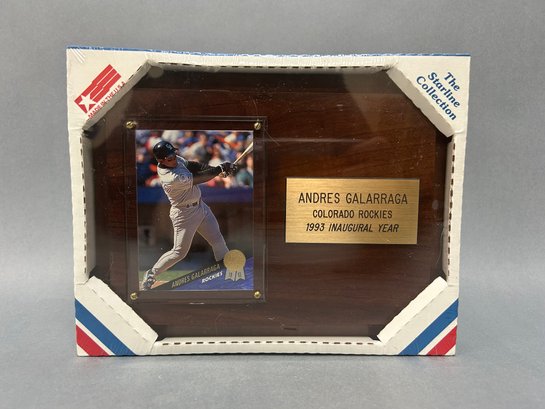 The
Starline
Collection
ANDRES GALARRAGA
COLORADO ROCKIES
1993 INAUGURAL YEAR
ANDRES GALARRAGA
ROCKIES